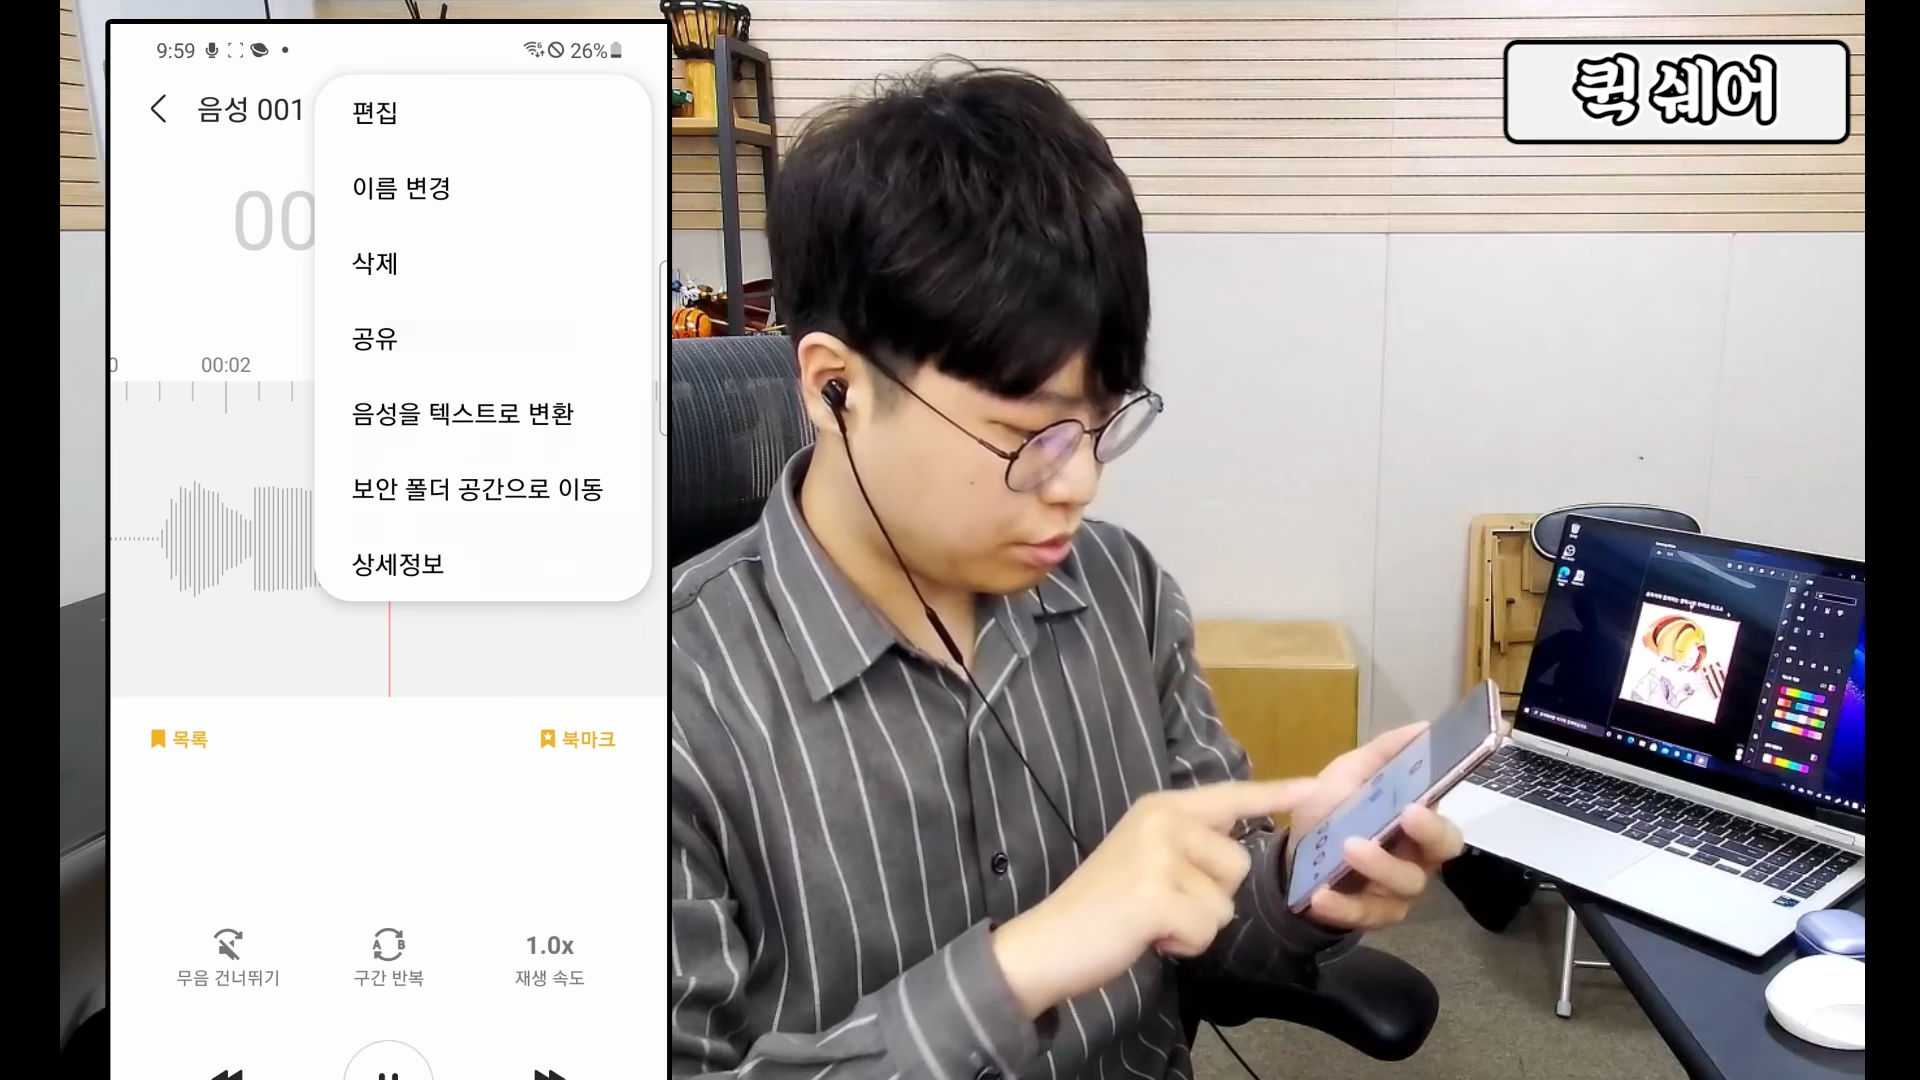 9:59
26%
음성 001
편집
이름 변경
삭제
공유
음성을 텍스트로 변환
보안 폴더 공간으로 이동
상세정보
00
00:02
목록
북마크
무음 건너뛰기
A B
구간 반복
1.0x
재생 속도
퀵 쉐어